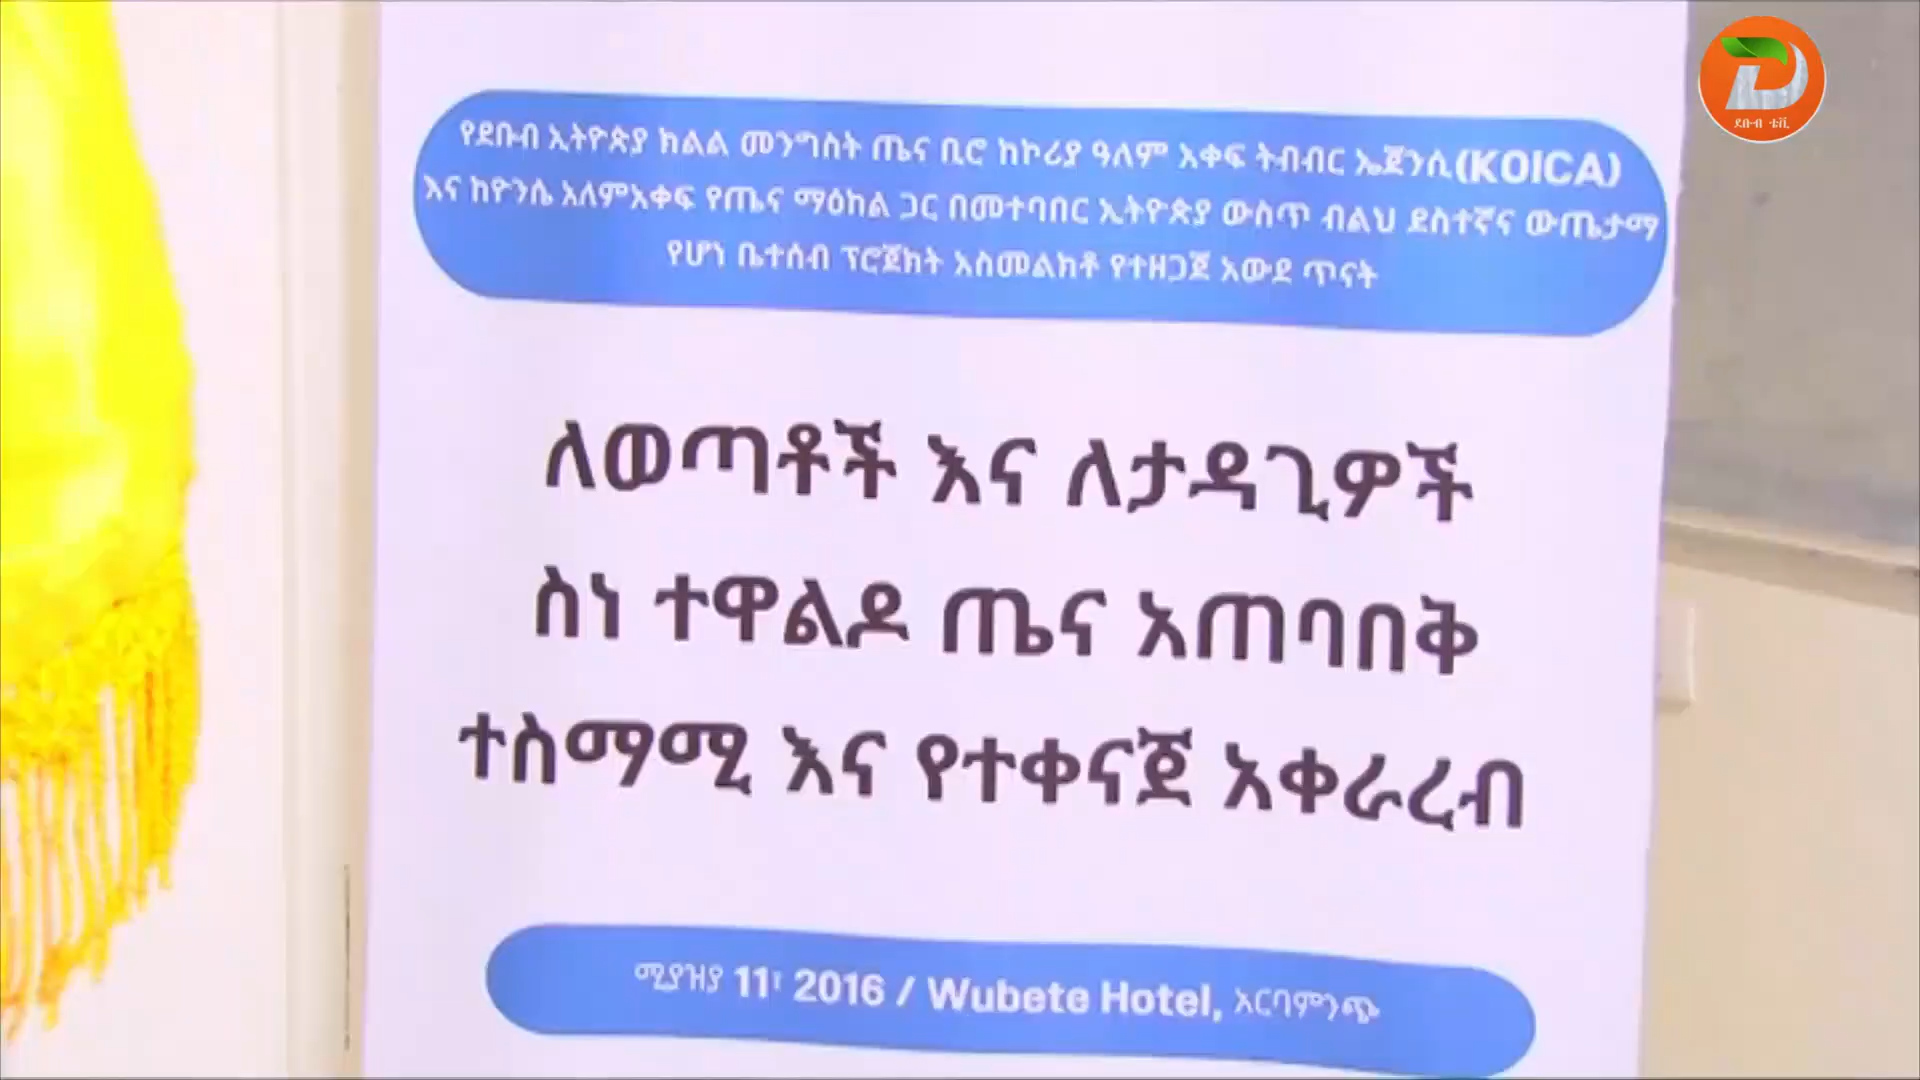 የደቡብ ኢትዮጵያ ክልል መንግስት ጤና ቢሮ ከኮሪያ ዓለም አቀፍ ትብብር ኤጀንሲ(KOICA)
እና ከዮንሴ አለምአቀፍ የጤና ማዕከል ጋር በመተባበር ኢትዮጵያ ውስጥ ብልህ ደስተኛና ውጤታማ
የሆነ ቤተሰብ ፕሮጀክት አስመልክቶ የተዘጋጀ አውደ ጥናት
ለወጣቶች እና ለታዳጊዎች
ስነ ተዋልዶ ጤና አጠባበቅ
ተስማሚ እና የተቀናጀ አቀራረብ
ሚያዝያ 11፣ 2016 / Wubete Hotel, አርባምንጭ
ደቡብ ቴቪ